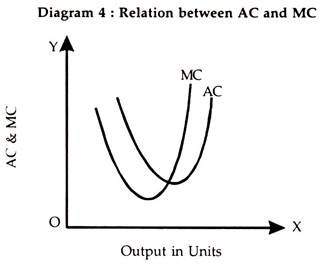 Diagram 4 : Relation between AC and MC
Y
MC
AC
AC & MC
O
X
Output in Units